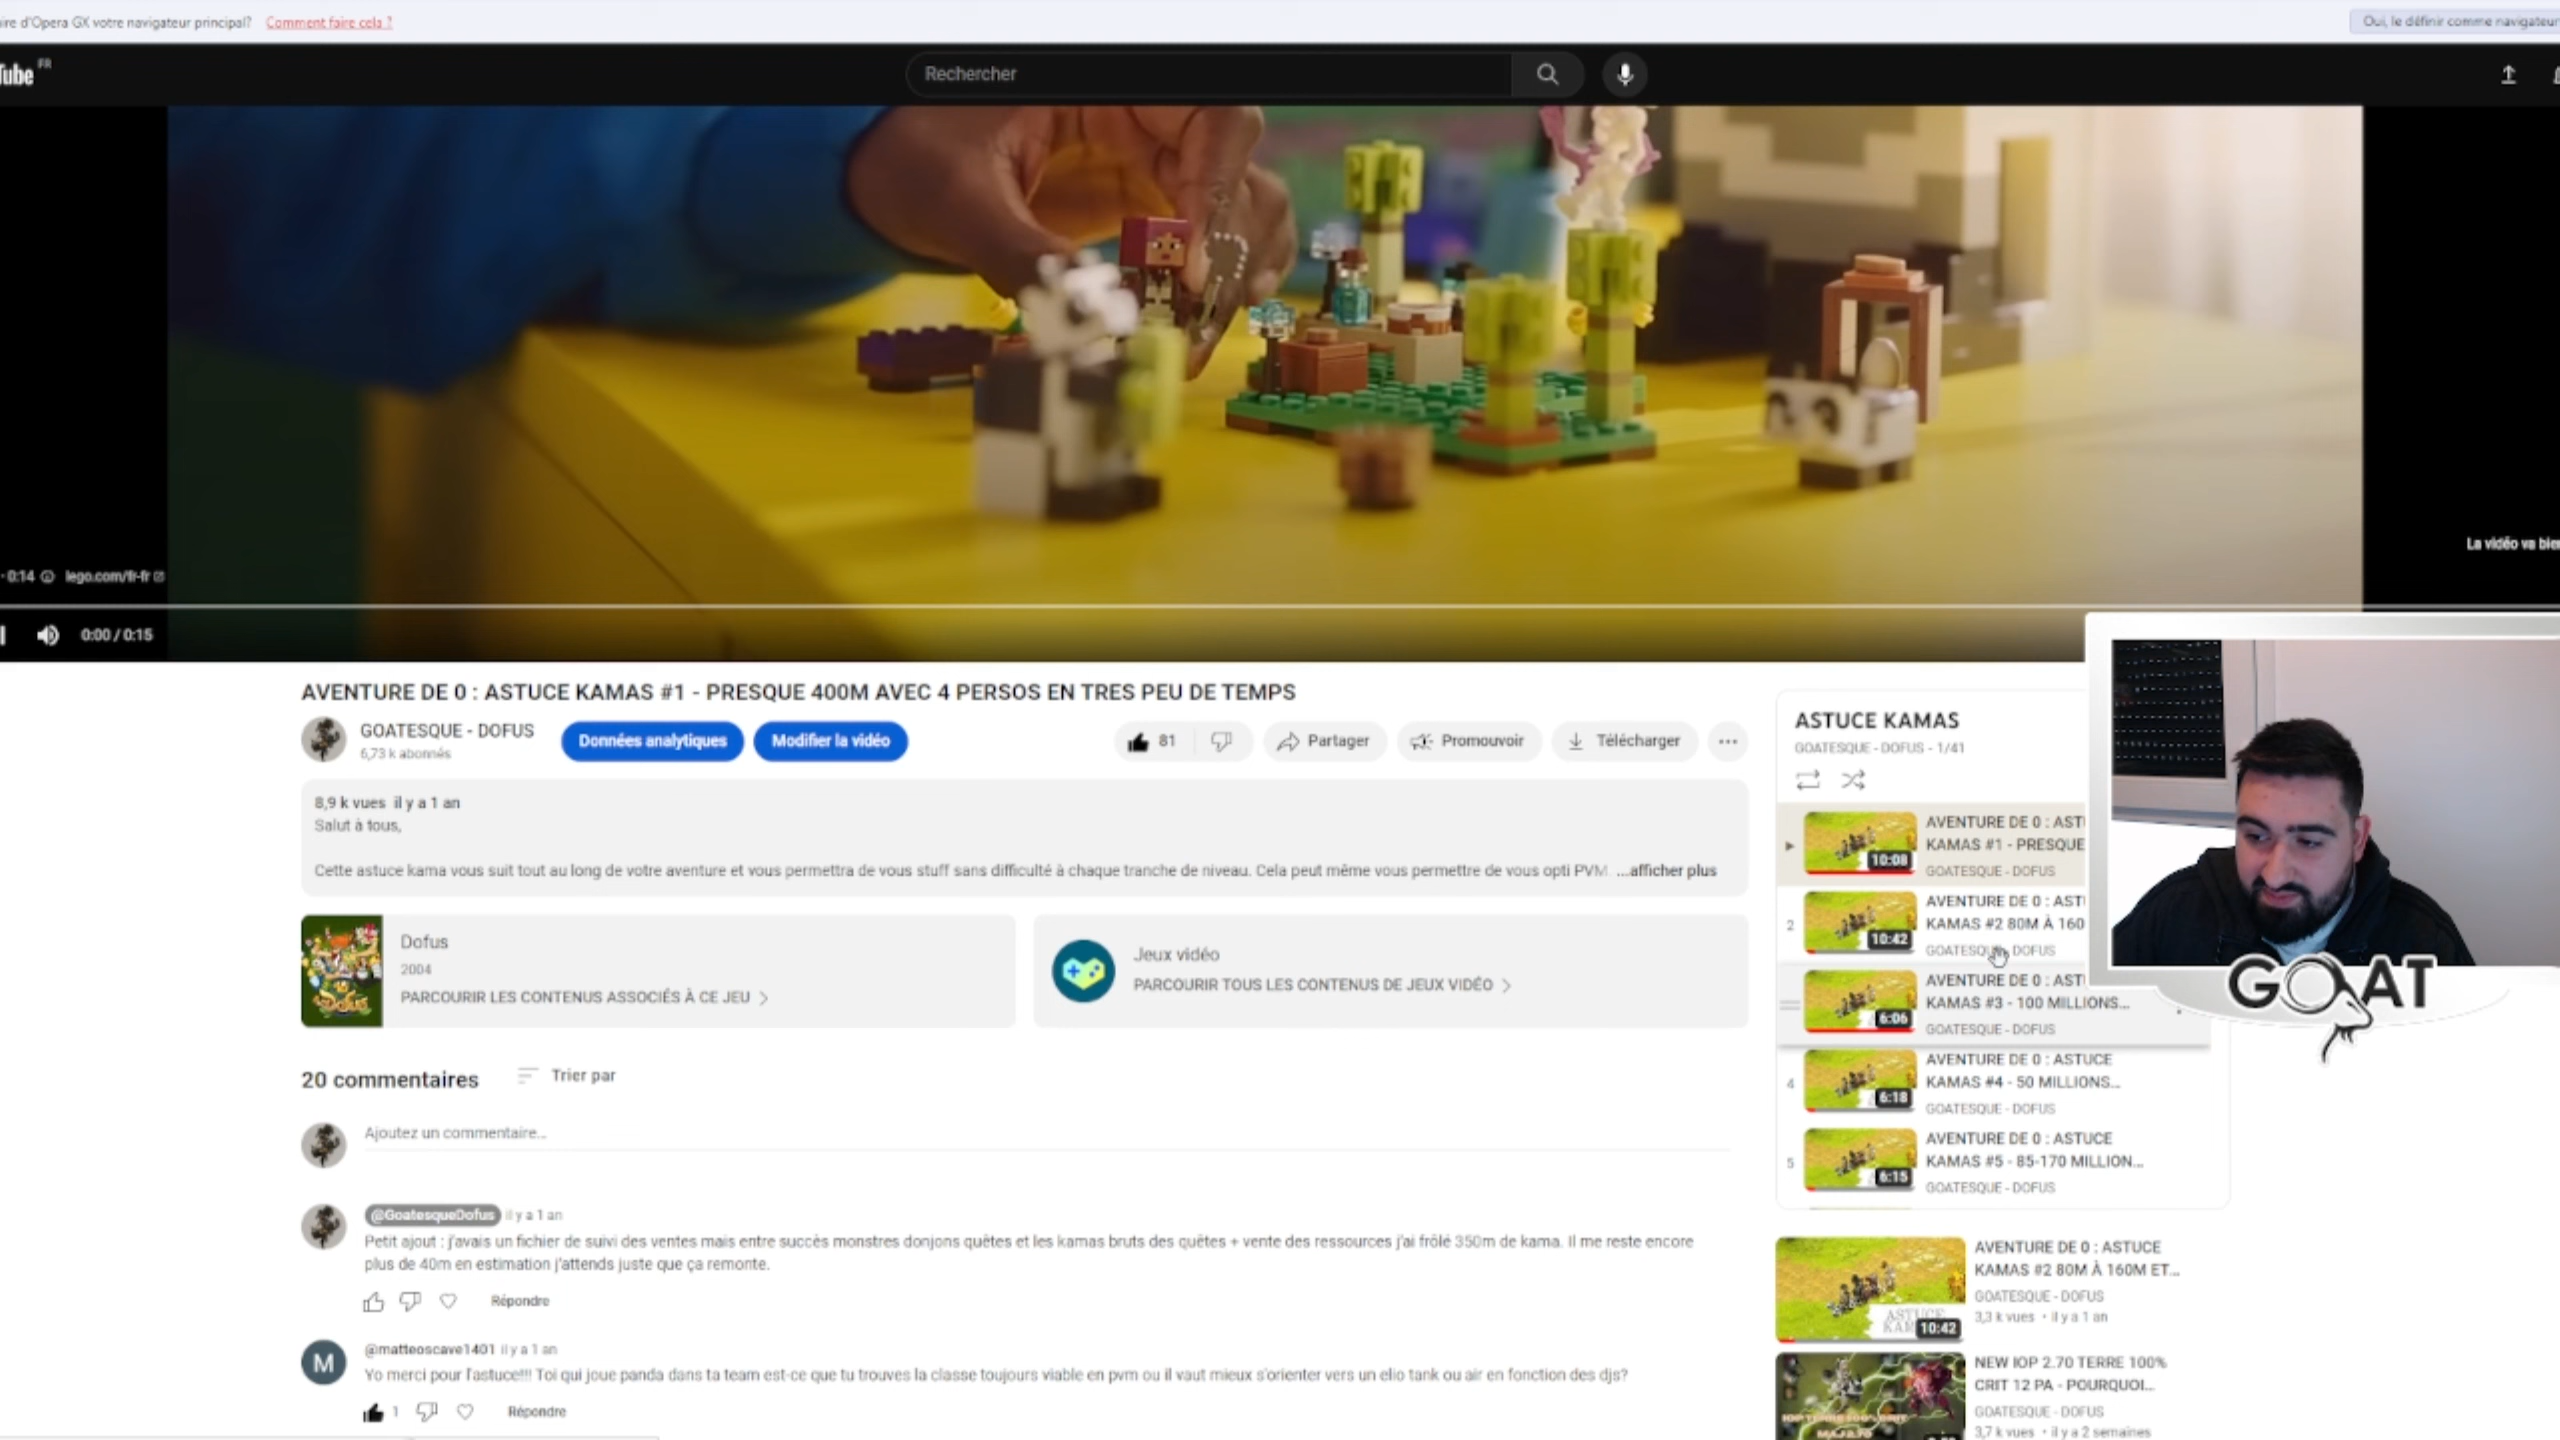 ire d'Opera GX votre navigateur principal? Comment faire cela ?
Oui, le définir comme navigateur
Tube FR
Rechercher
0:14 lego.com/fr-fr
La vidéo va bien
0:00 / 0:15
AVENTURE DE 0 : ASTUCE KAMAS #1 - PRESQUE 400M AVEC 4 PERSOS EN TRES PEU DE TEMPS
GOATESQUE - DOFUS
6,73 k abonnés
Données analytiques
Modifier la vidéo
81
Partager
Promouvoir
Télécharger
8,9 k vues il y a 1 an
Salut à tous,
Cette astuce kama vous suit tout au long de votre aventure et vous permettra de vous stuff sans difficulté à chaque tranche de niveau. Cela peut même vous permettre de vous opti PVM. ...afficher plus
Dofus
2004
PARCOURIR LES CONTENUS ASSOCIÉS À CE JEU
Jeux vidéo
PARCOURIR TOUS LES CONTENUS DE JEUX VIDÉO
20 commentaires
Trier par
Ajoutez un commentaire...
@GoatesqueDofus il y a 1 an
Petit ajout : j'avais un fichier de suivi des ventes mais entre succès monstres donjons quêtes et les kamas bruts des quêtes + vente des ressources j'ai frôlé 350m de kama. Il me reste encore
plus de 40m en estimation j'attends juste que ça remonte.
Répondre
@matteoscave1401 il y a 1 an
Yo merci pour l'astuce!!! Toi qui joue panda dans ta team est-ce que tu trouves la classe toujours viable en pvm ou il vaut mieux s'orienter vers un elio tank ou air en fonction des djs?
1
Répondre
ASTUCE KAMAS
GOATESQUE - DOFUS - 1/41
10:08
AVENTURE DE 0 : AST
KAMAS #1 - PRESQUE
GOATESQUE - DOFUS
2
10:42
AVENTURE DE 0 : AST
KAMAS #2 80M À 160
GOATESQUE - DOFUS
6:06
AVENTURE DE 0 : AST
KAMAS #3 - 100 MILLIONS...
GOATESQUE - DOFUS
4
6:18
AVENTURE DE 0 : ASTUCE
KAMAS #4 - 50 MILLIONS...
GOATESQUE - DOFUS
5
6:15
AVENTURE DE 0 : ASTUCE
KAMAS #5 - 85-170 MILLION...
GOATESQUE - DOFUS
GOAT
ASTUCE
KAM
10:42
AVENTURE DE 0 : ASTUCE
KAMAS #2 80M À 160M ET...
GOATESQUE - DOFUS
3,3 k vues • il y a 1 an
NEW IOP 2.70 TERRE 100%
CRIT 12 PA - POURQUOI...
GOATESQUE - DOFUS
3,7 k vues • il y a 2 semaines